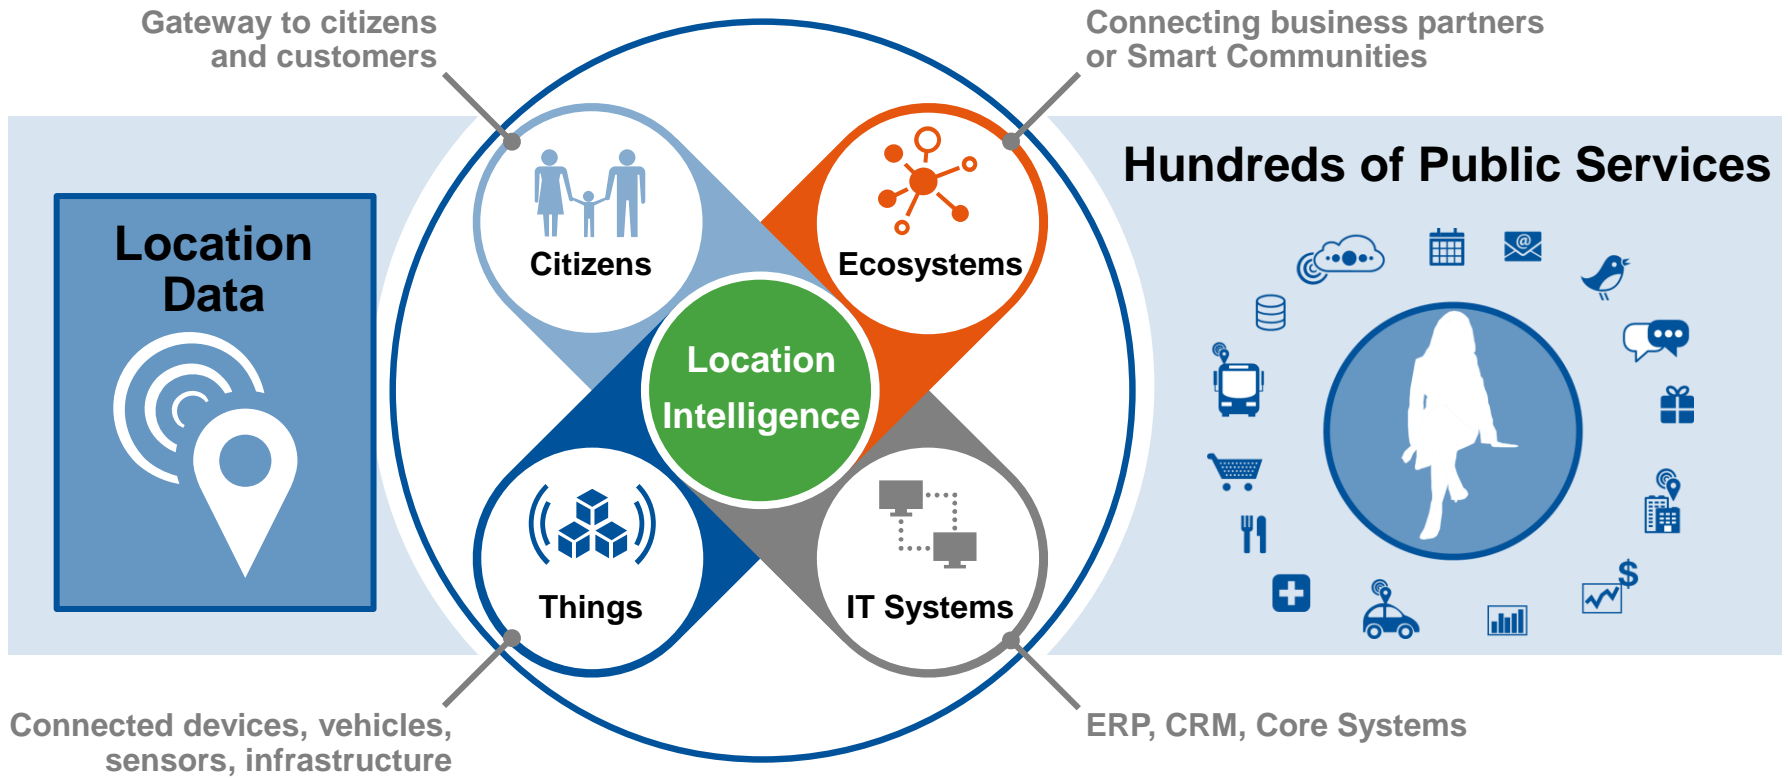 Gateway to citizens
and customers
Connecting business partners
or Smart Communities
Location
Data
Citizens
Ecosystems
Location
Intelligence
Things
IT Systems
Hundreds of Public Services
@
$
Connected devices, vehicles,
sensors, infrastructure
ERP, CRM, Core Systems